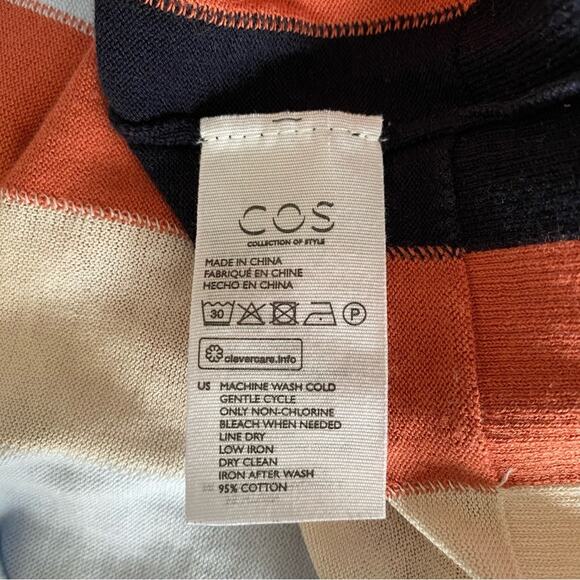 COS
COLLECTION OF STYLE
MADE IN CHINA
FABRIQUÉ EN CHINE
HECHO EN CHINA
30 P
clevercare.info
US MACHINE WASH COLD
GENTLE CYCLE
ONLY NON-CHLORINE
BLEACH WHEN NEEDED
LINE DRY
LOW IRON
DRY CLEAN
IRON AFTER WASH
95% COTTON